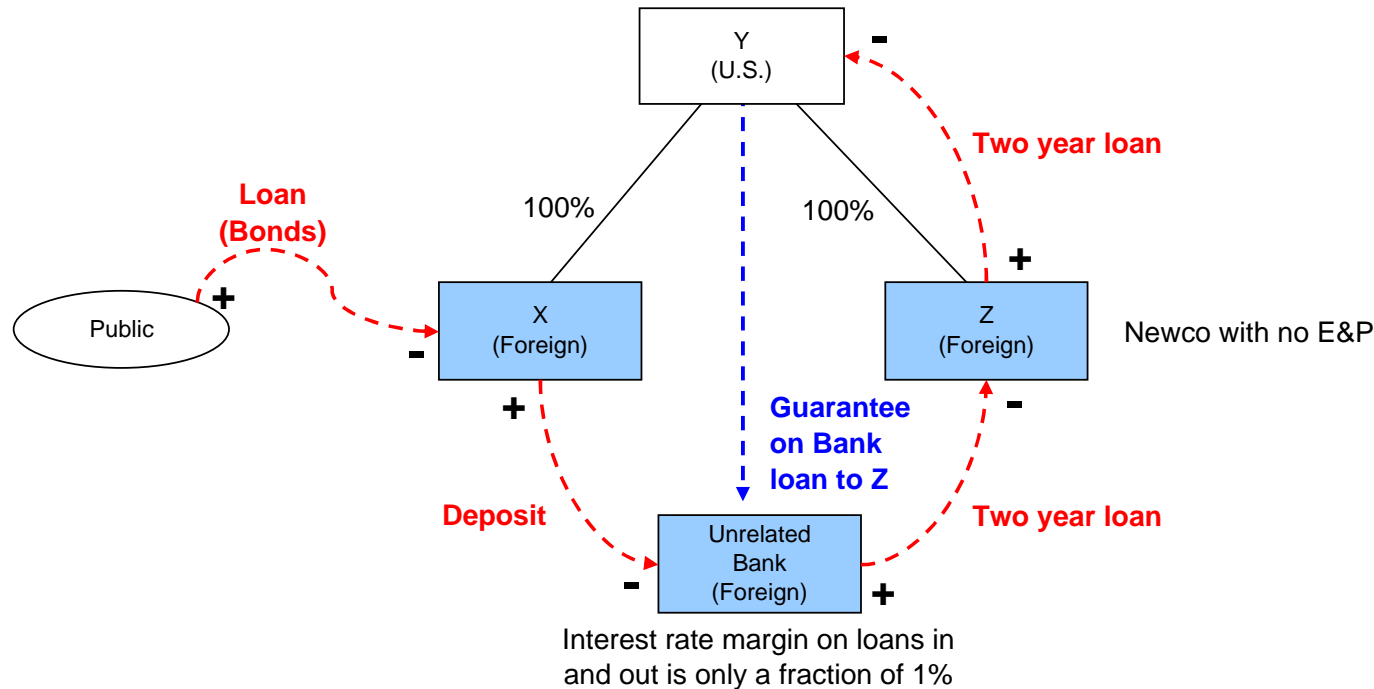 Y
(U.S.)
-
Two year loan
Loan
(Bonds)
100%
100%
+
+
Public
X
(Foreign)
Z
(Foreign)
Newco with no E&P
-
+
-
Guarantee
on Bank
loan to Z
Deposit
Two year loan
Unrelated
Bank
(Foreign)
-
+
Interest rate margin on loans in
and out is only a fraction of 1%